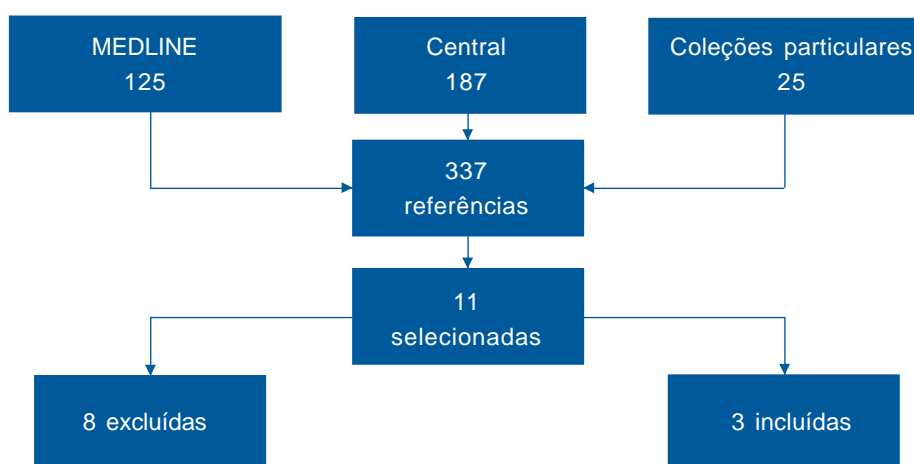 MEDLINE
125
Central
187
Coleções particulares
25
337
referências
11
selecionadas
8 excluídas
3 incluídas